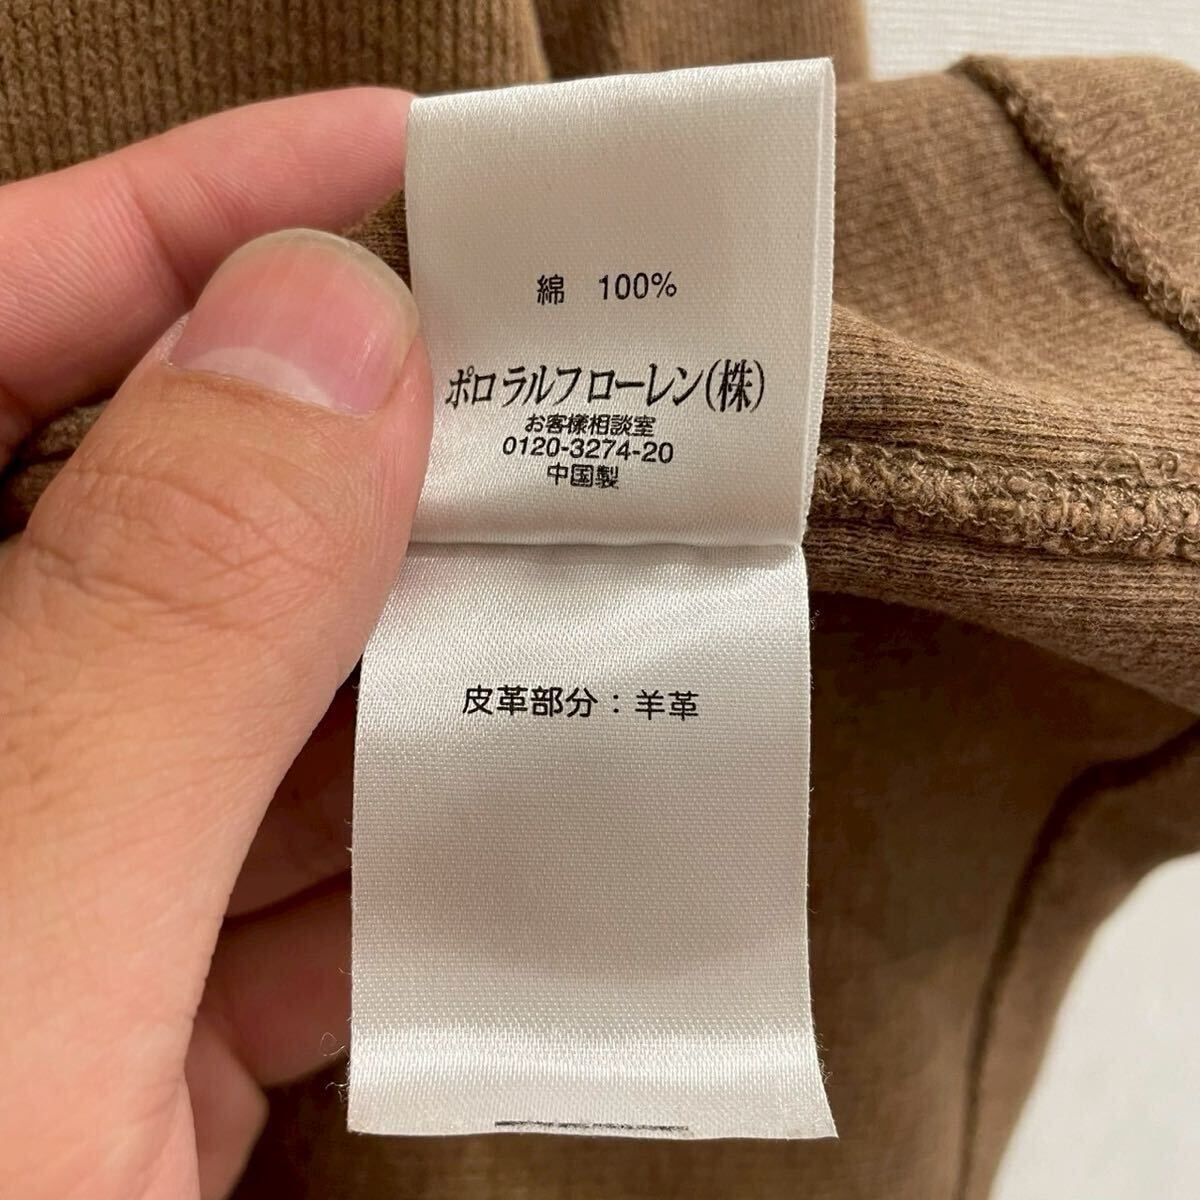 綿 100%
ポロ ラルフ ローレン(株)
お客様相談室
0120-3274-20
中国製
皮革部分：羊革